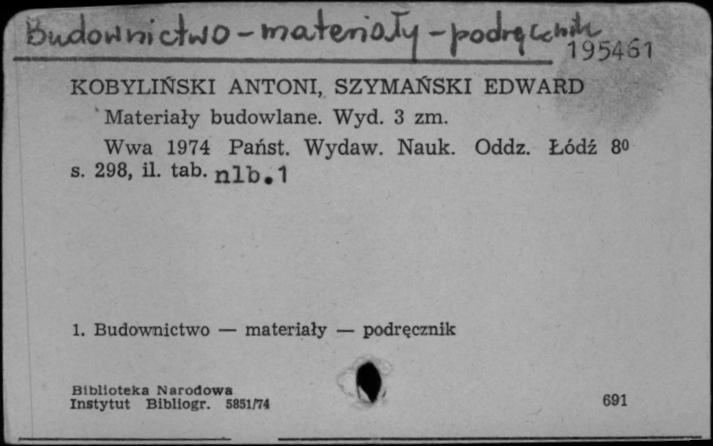 Budownictwo - materiały - podręcznik
195461
KOBYLIŃSKI ANTONI, SZYMAŃSKI EDWARD
Materiały budowlane. Wyd. 3 zm.
Wwa 1974 Państ. Wydaw. Nauk. Oddz. Łódź 8⁰
s. 298, il. tab. nlb.1
1. Budownictwo — materiały — podręcznik
Biblioteka Narodowa
Instytut Bibliogr. 5851/74
691